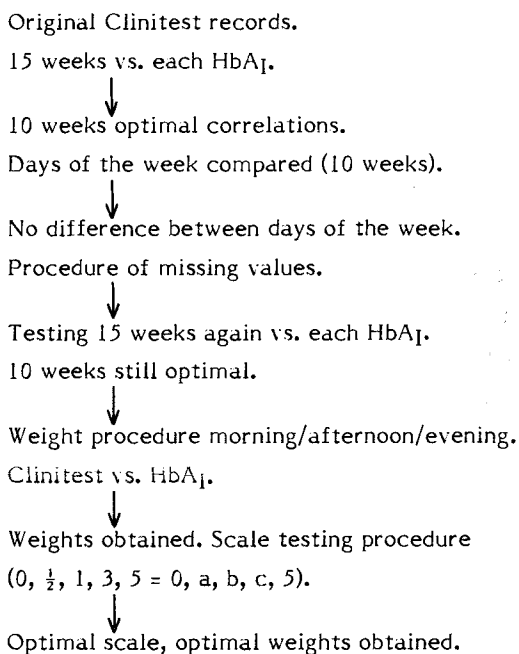 Original Clinitest records.
15 weeks vs. each HbA₁.
10 weeks optimal correlations.
Days of the week compared (10 weeks).
No difference between days of the week.
Procedure of missing values.
Testing 15 weeks again vs. each HbA₁.
10 weeks still optimal.
Weight procedure morning/afternoon/evening.
Clinitest vs. HbA₁.
Weights obtained. Scale testing procedure
(0, ½, 1, 3, 5 = 0, a, b, c, 5).
Optimal scale, optimal weights obtained.